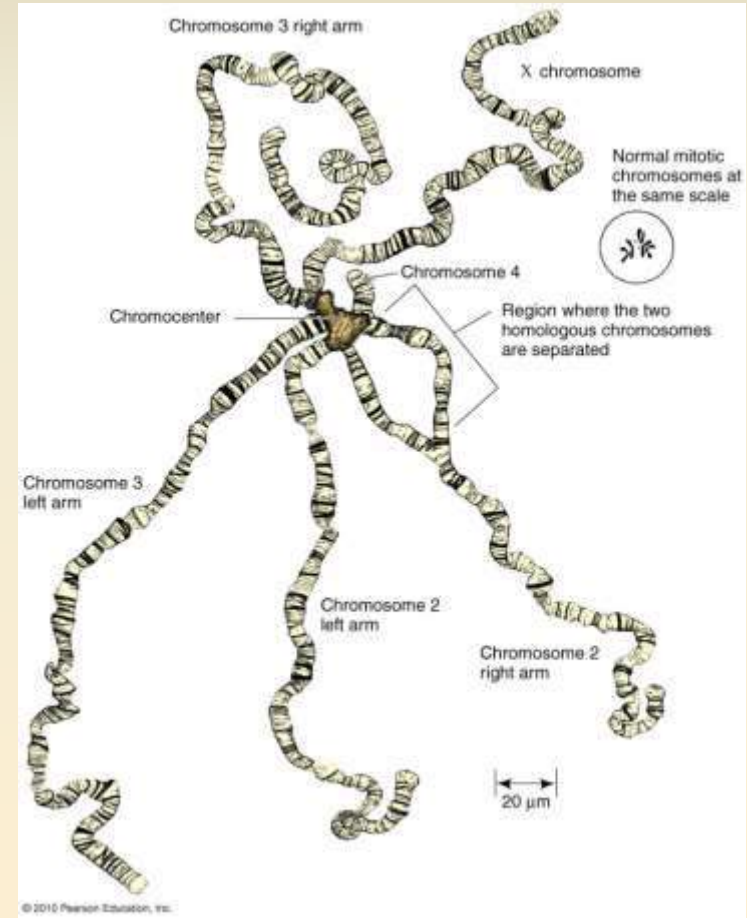 Chromosome 3 right arm
X chromosome
Normal mitotic
chromosomes at
the same scale
Chromosome 4
Chromocenter
Region where the two
homologous chromosomes
are separated
Chromosome 3
left arm
Chromosome 2
left arm
Chromosome 2
right arm
20 µm
© 2010 Pearson Education, Inc.